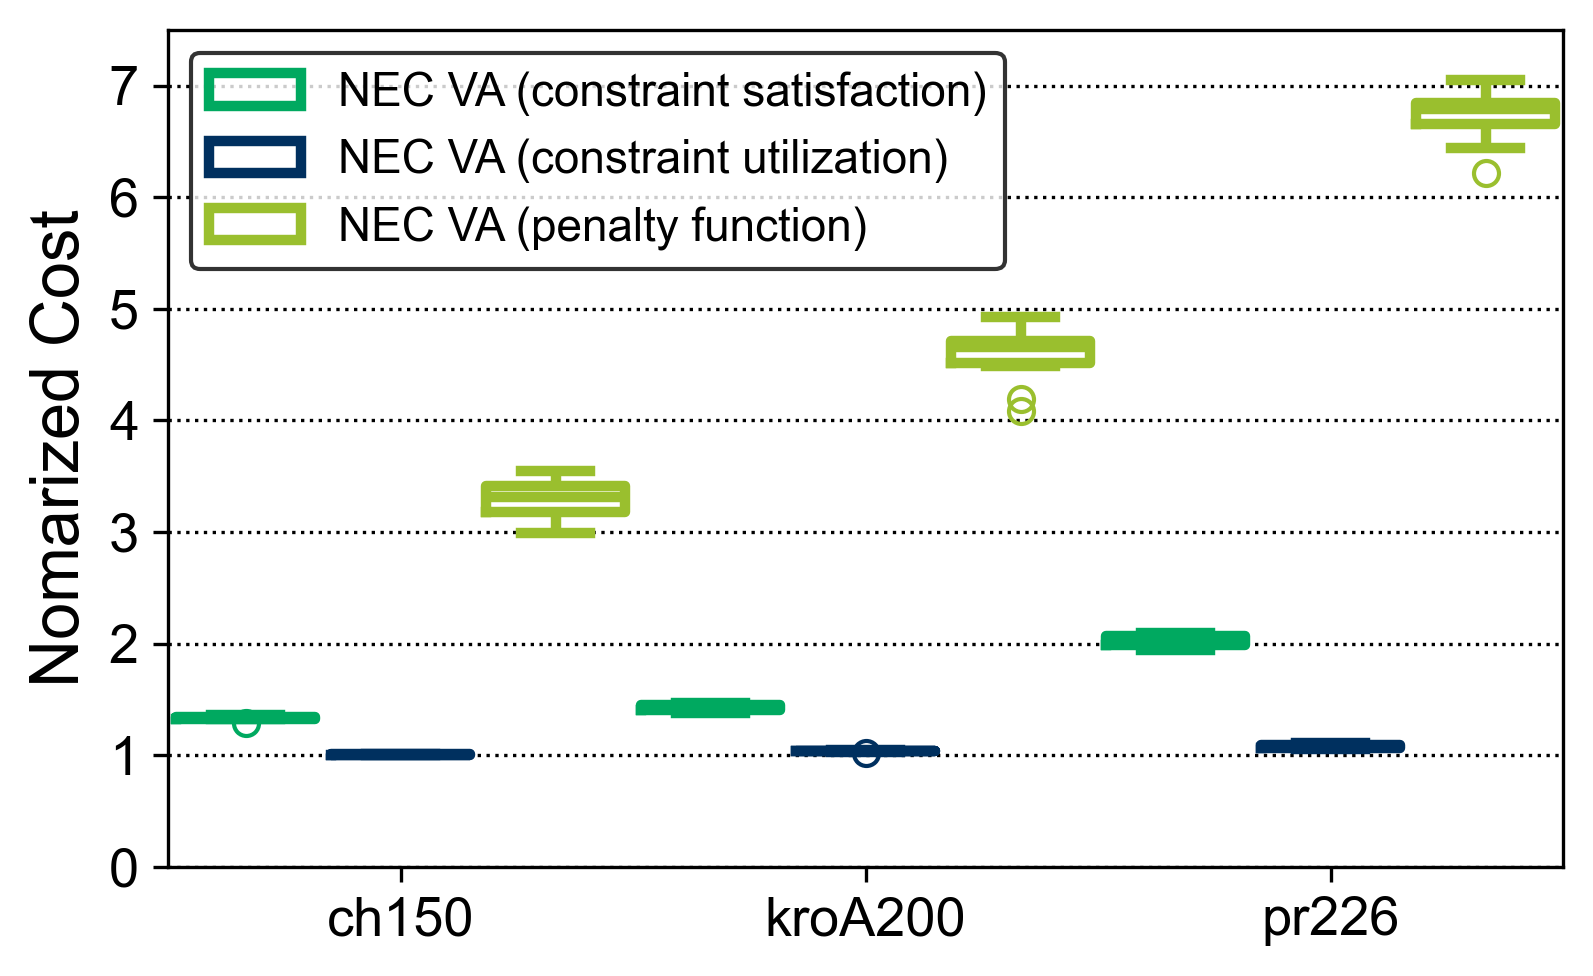 Nomarized Cost
7
6
5
4
3
2
1
0
NEC VA (constraint satisfaction)
NEC VA (constraint utilization)
NEC VA (penalty function)
ch150
kroA200
pr226